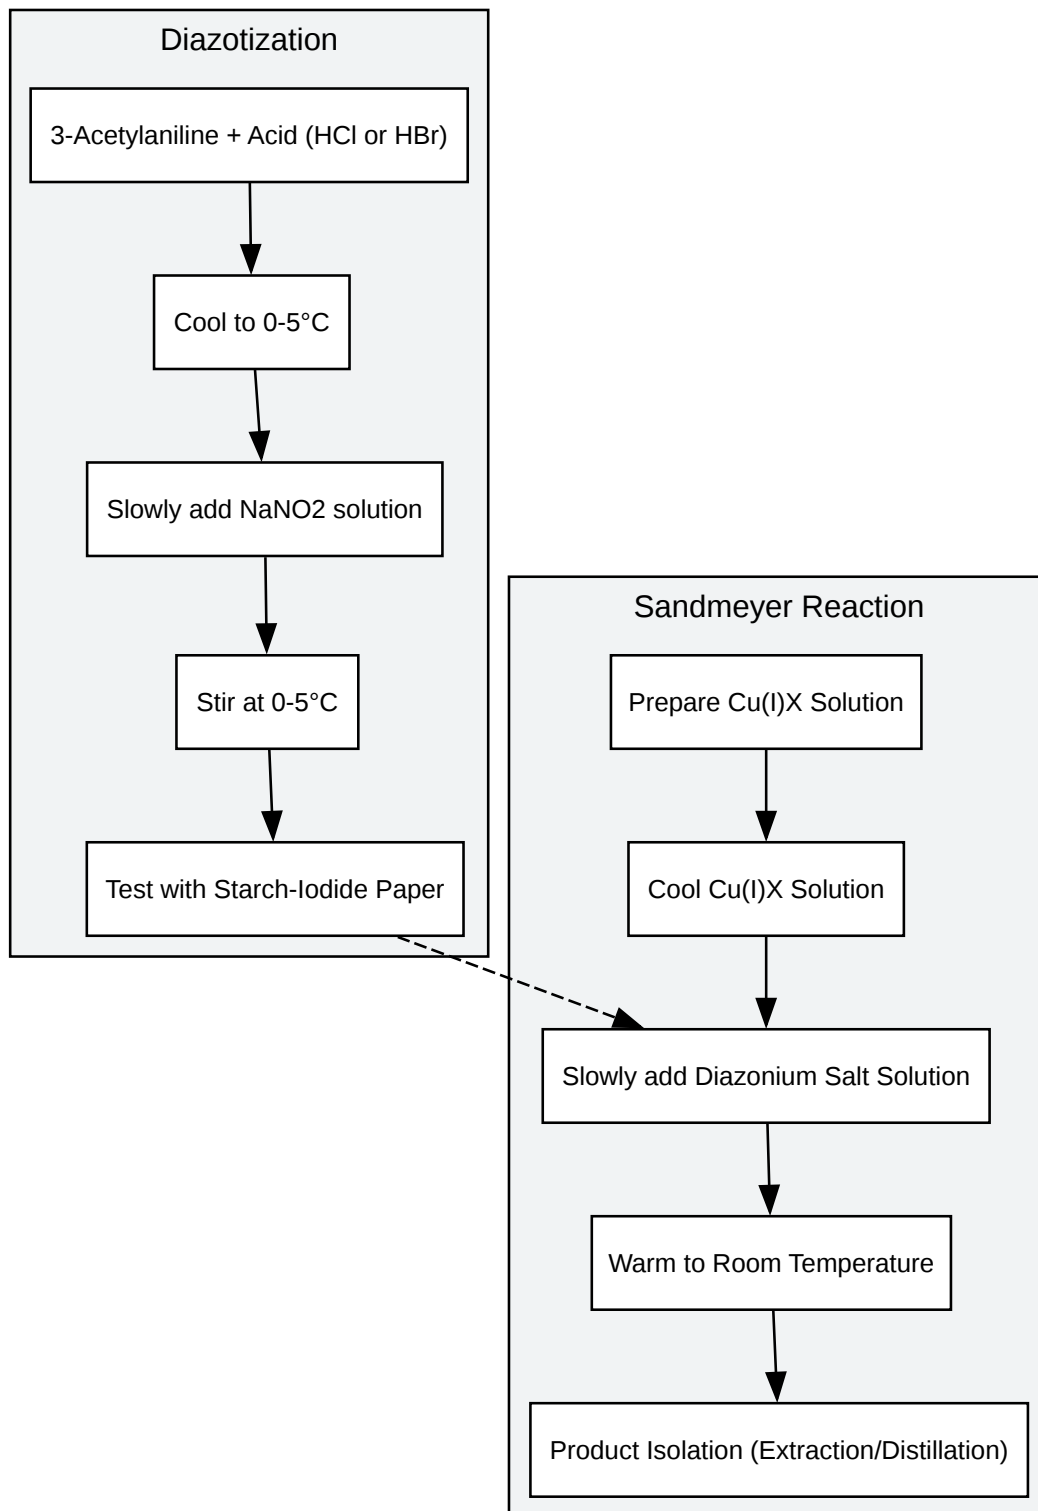 Diazotization
3-Acetylaniline + Acid (HCl or HBr)
Cool to 0-5°C
Slowly add NaNO2 solution
Stir at 0-5°C
Test with Starch-Iodide Paper
Sandmeyer Reaction
Prepare Cu(I)X Solution
Cool Cu(I)X Solution
Slowly add Diazonium Salt Solution
Warm to Room Temperature
Product Isolation (Extraction/Distillation)